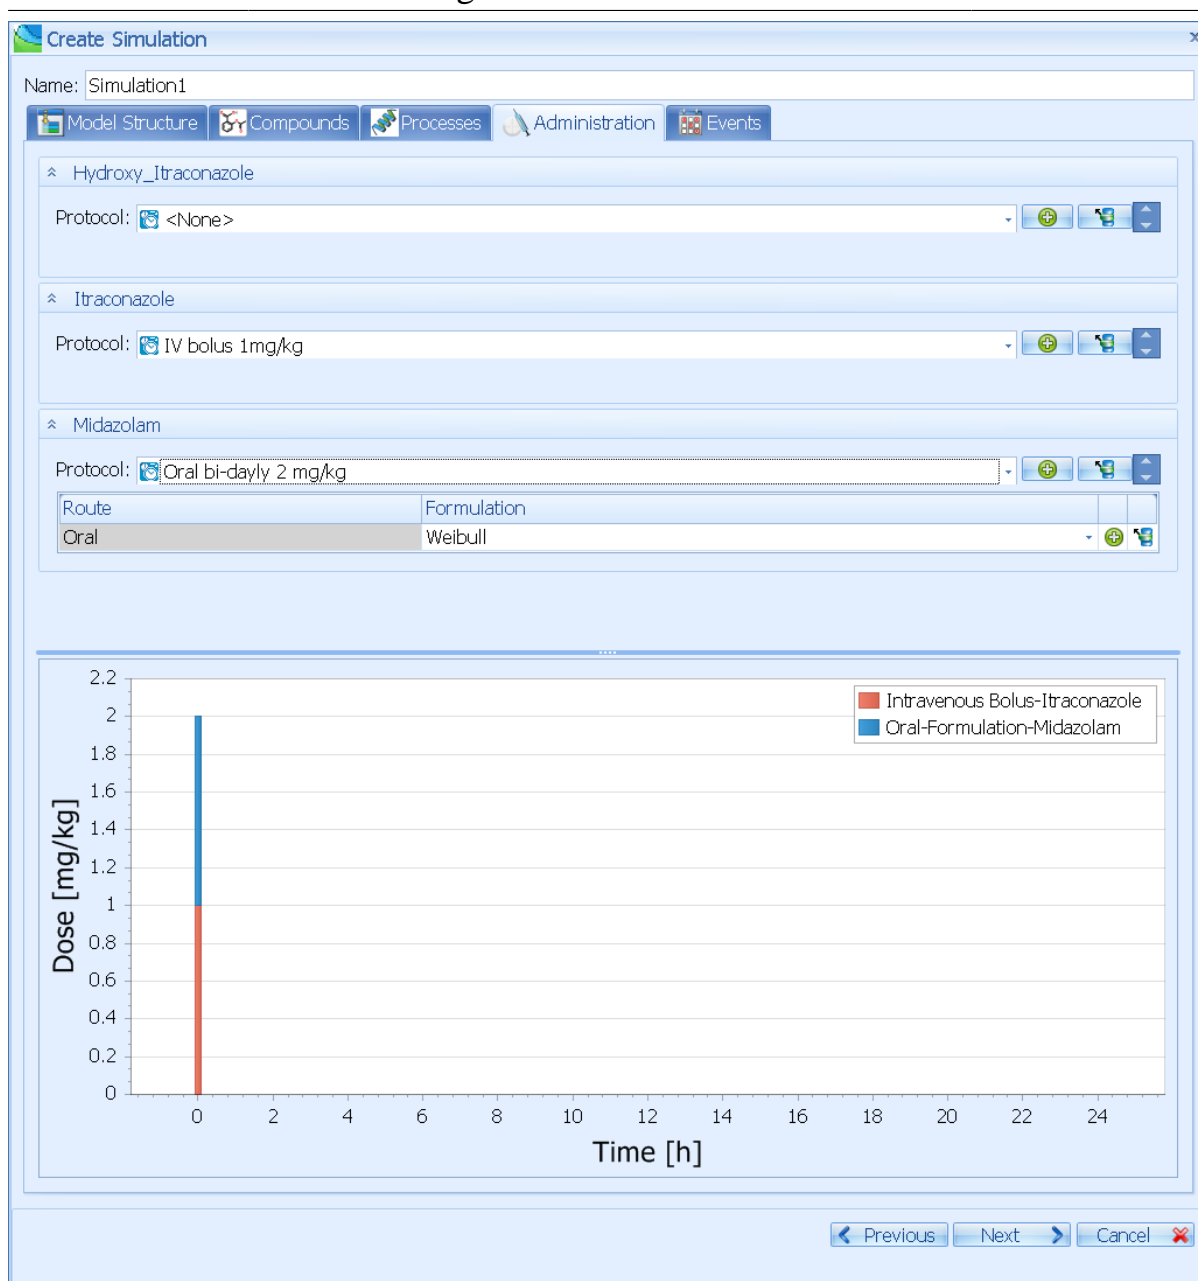 Create Simulation
Name: Simulation1
Model Structure Compounds Processes Administration Events
Hydroxy_Itraconazole
Protocol: <None>
Itraconazole
Protocol: IV bolus 1mg/kg
Midazolam
Protocol: Oral bi-dayly 2 mg/kg
Route Formulation
Oral Weibull
2.2
2
1.8
1.6
1.4
1.2
1
0.8
0.6
0.4
0.2
0
Dose [mg/kg]
Intravenous Bolus-Itraconazole
Oral-Formulation-Midazolam
0 2 4 6 8 10 12 14 16 18 20 22 24
Time [h]
Previous Next Cancel